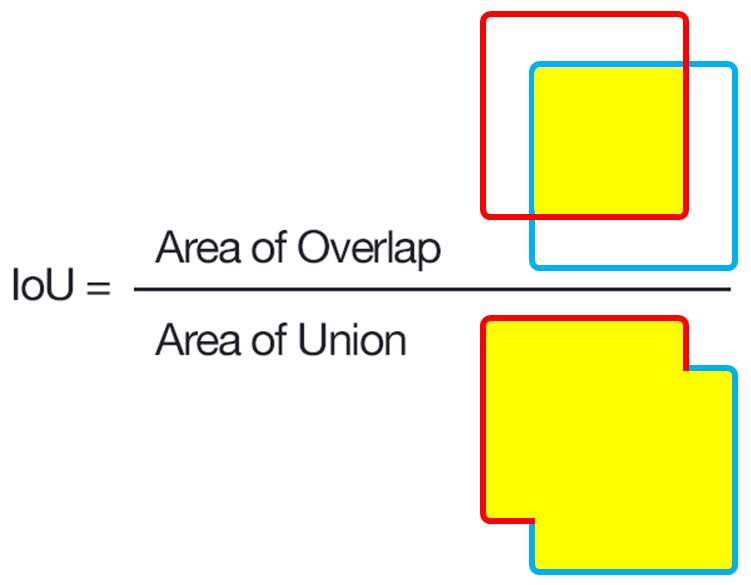 Area of Overlap
IoU =
Area of Union